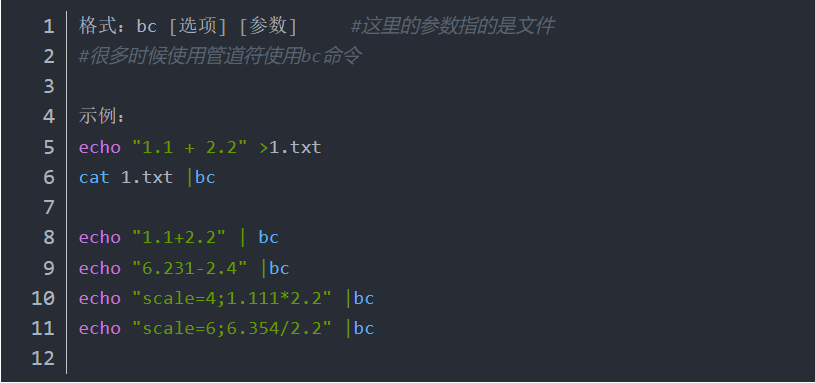 1 格式：bc [选项] [参数] #这里的参数指的是文件
2 #很多时候使用管道符使用bc命令
3
4 示例：
5 echo "1.1 + 2.2" >1.txt
6 cat 1.txt |bc
7
8 echo "1.1+2.2" | bc
9 echo "6.231-2.4" |bc
10 echo "scale=4;1.111*2.2" |bc
11 echo "scale=6;6.354/2.2" |bc
12